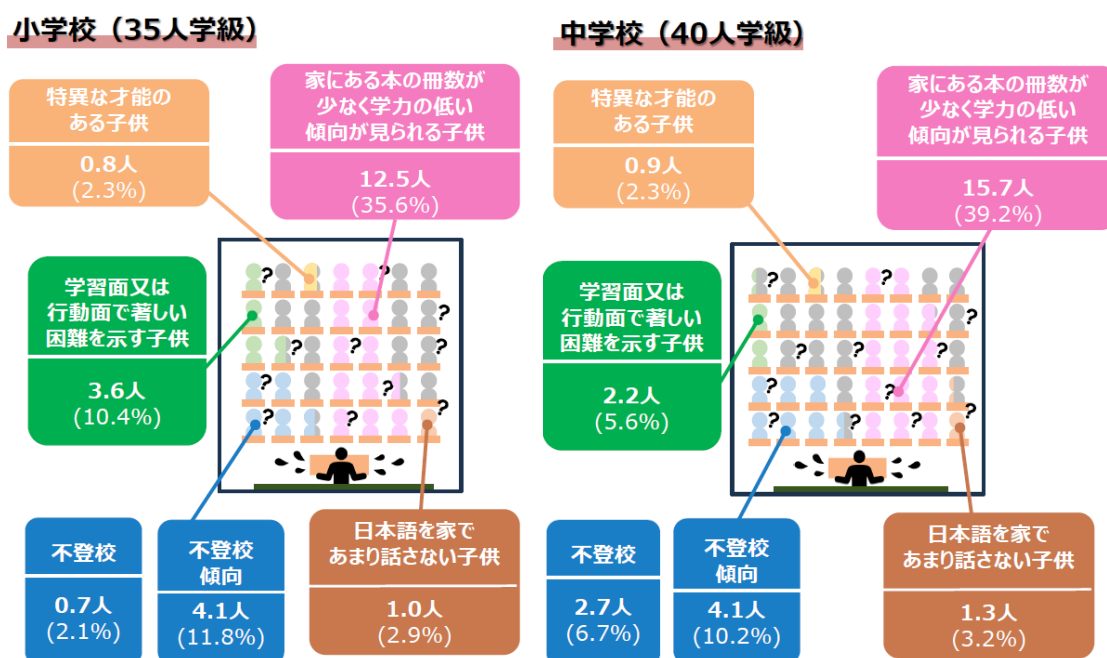 小学校（35人学級）
特異な才能の
ある子供
0.8人
(2.3%)
家にある本の冊数が
少なく学力の低い
傾向が見られる子供
12.5人
(35.6%)
学習面又は
行動面で著しい
困難を示す子供
3.6人
(10.4%)
? ?
?
? ?
? ?
? ? ?
不登校
0.7人
(2.1%)
不登校
傾向
4.1人
(11.8%)
日本語を家で
あまり話さない子供
1.0人
(2.9%)
中学校（40人学級）
特異な才能の
ある子供
0.9人
(2.3%)
家にある本の冊数が
少なく学力の低い
傾向が見られる子供
15.7人
(39.2%)
学習面又は
行動面で著しい
困難を示す子供
2.2人
(5.6%)
? ?
?
? ? ? ?
? ? ?
? ? ? ?
不登校
2.7人
(6.7%)
不登校
傾向
4.1人
(10.2%)
日本語を家で
あまり話さない子供
1.3人
(3.2%)